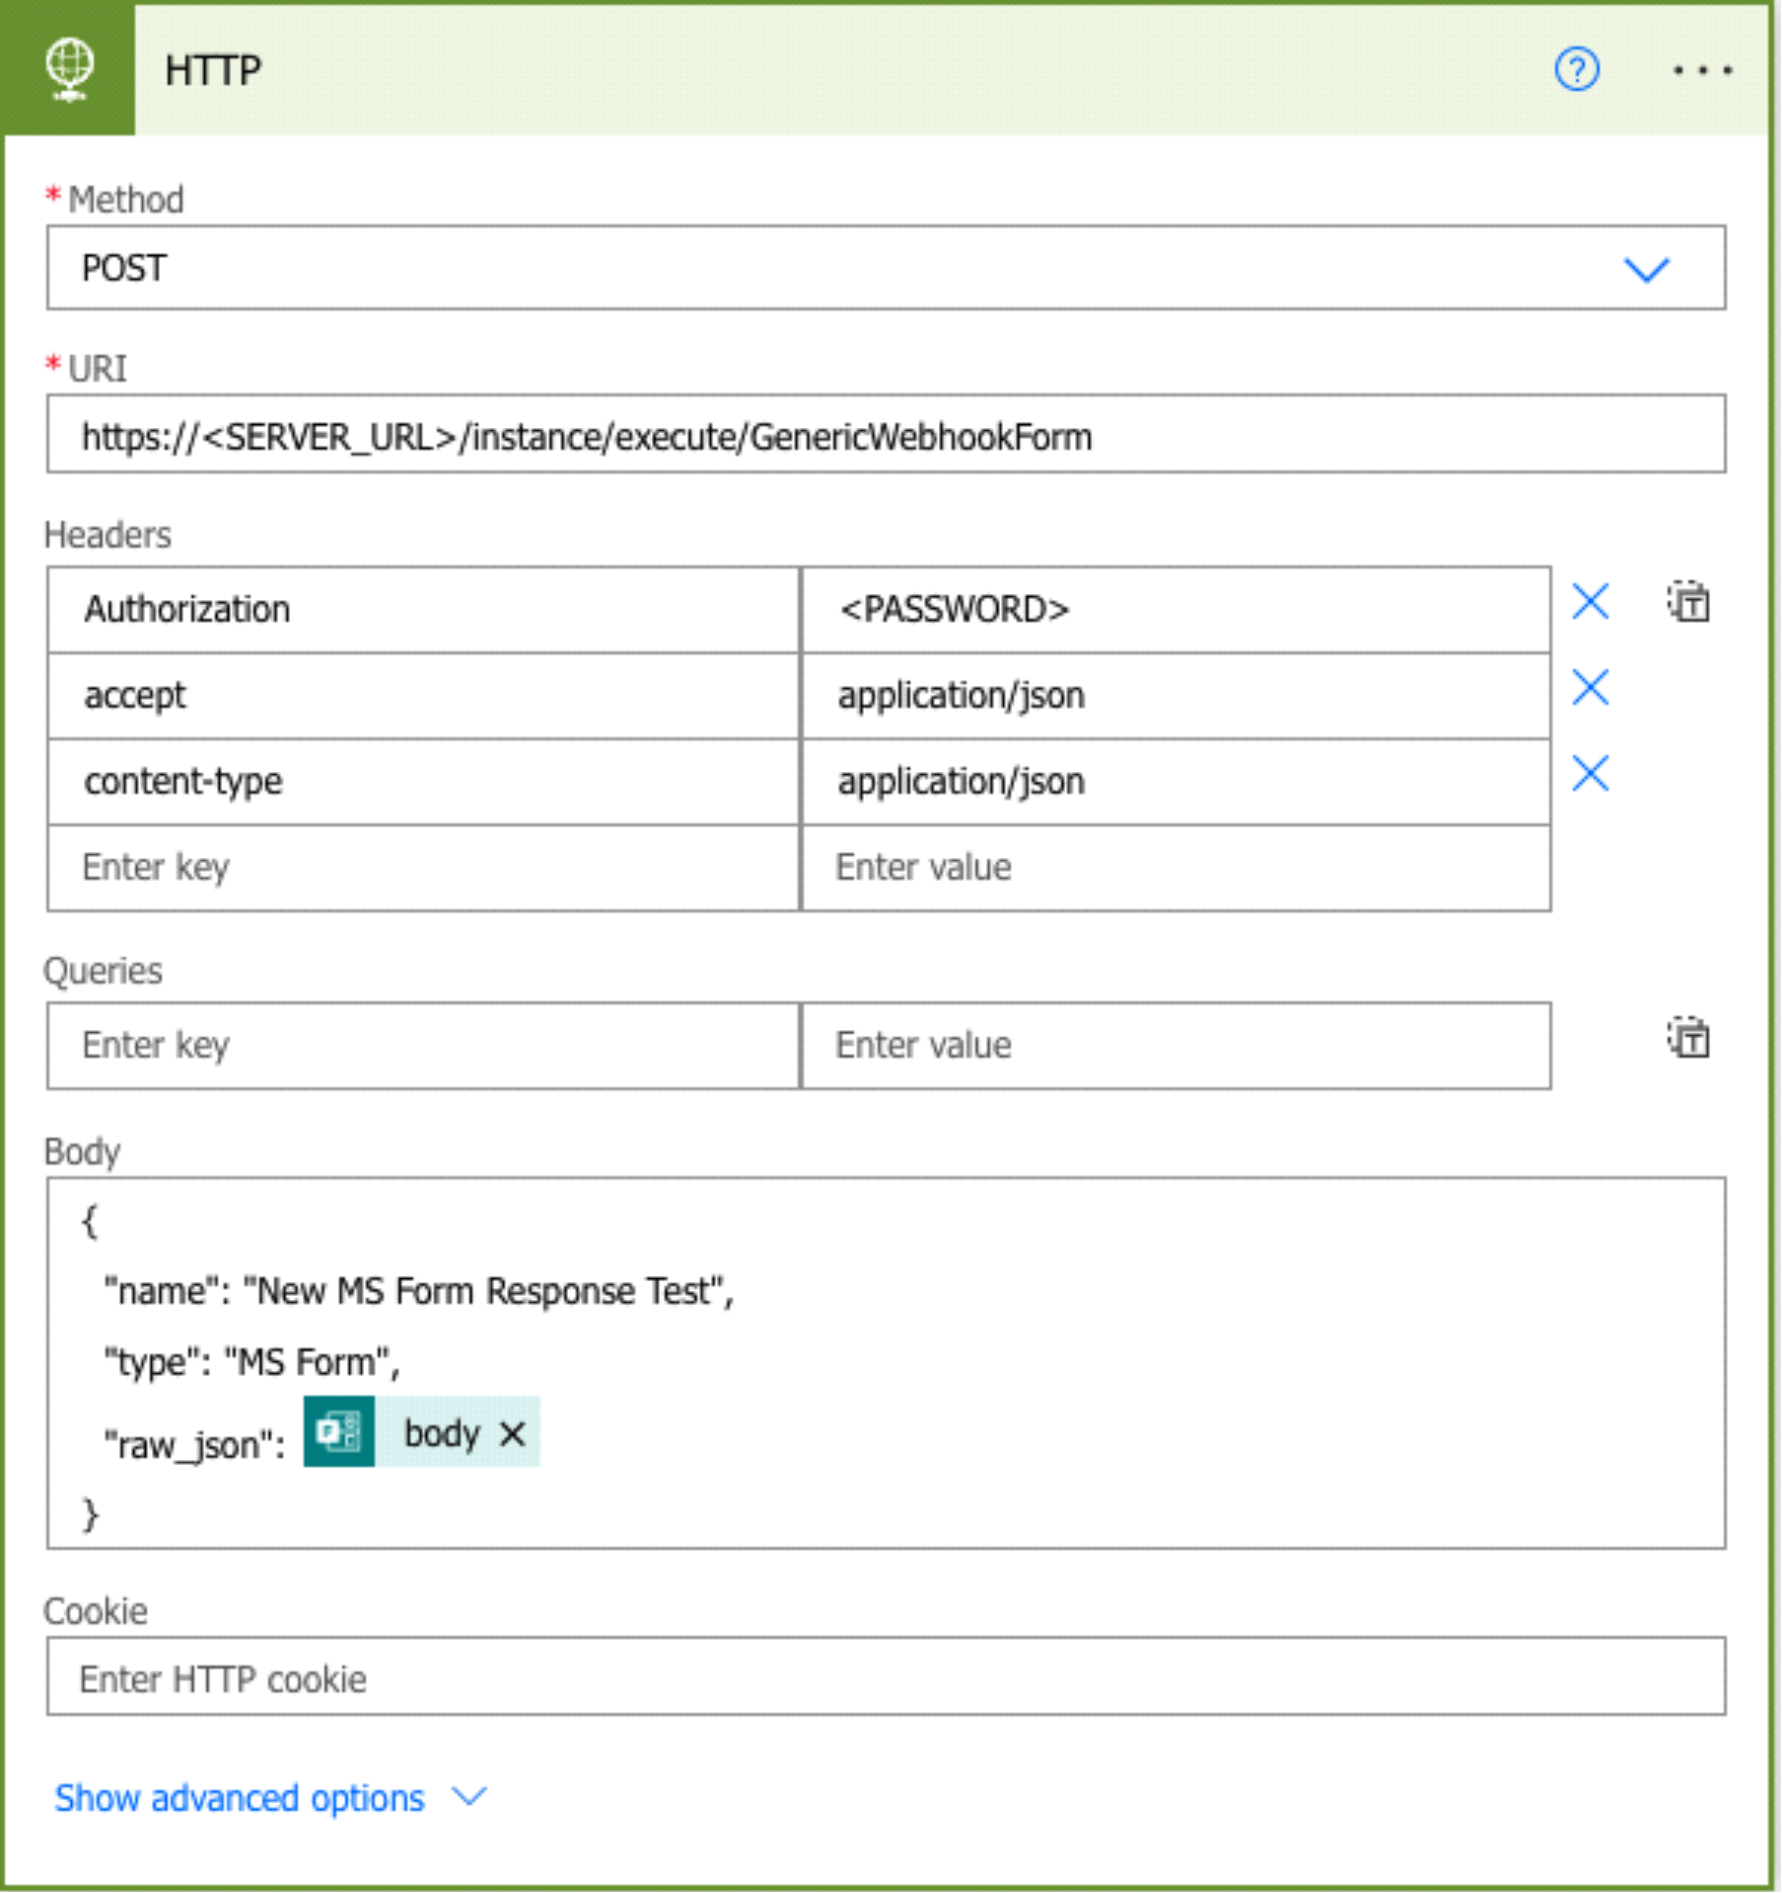 HTTP
* Method
POST
* URI
https://<SERVER_URL>/instance/execute/GenericWebhookForm
Headers
Authorization <PASSWORD>
accept application/json
content-type application/json
Enter key Enter value
Queries
Enter key Enter value
Body
{
"name": "New MS Form Response Test",
"type": "MS Form",
"raw_json": body
}
Cookie
Enter HTTP cookie
Show advanced options